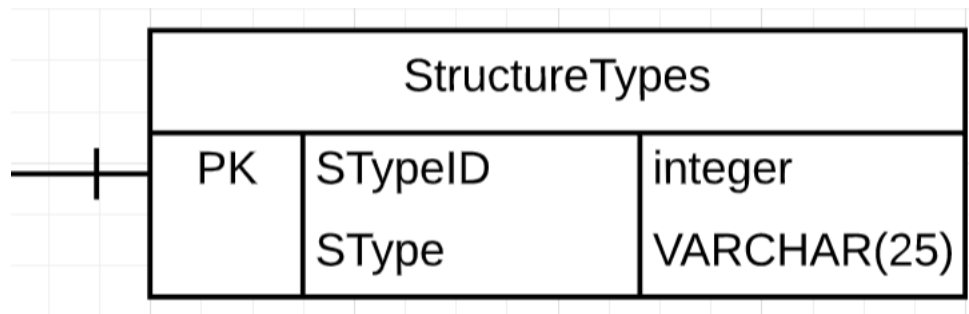 StructureTypes
PK STypeID integer
SType VARCHAR(25)